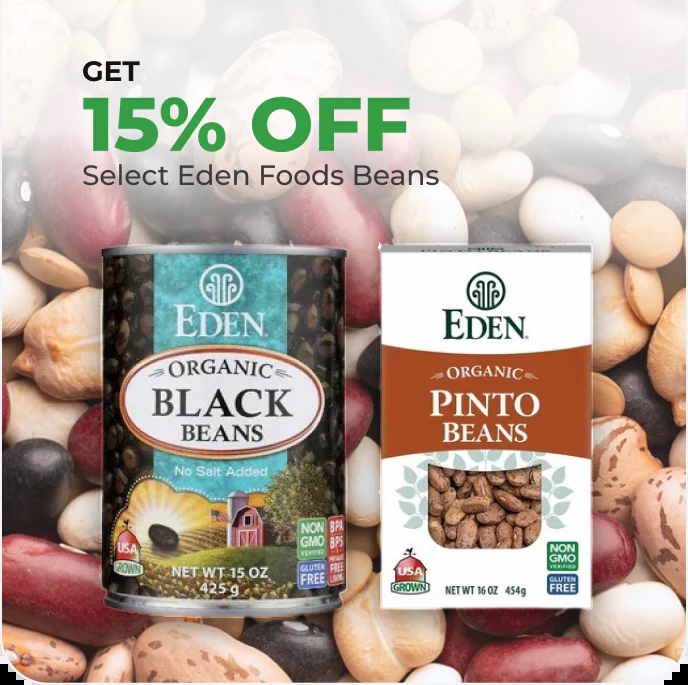 GET
15% OFF
Select Eden Foods Beans
EDEN
ORGANIC
BLACK
BEANS
No Salt Added
USA
GROWN
NET WT 15 OZ
425 g
NON
GMO
VERIFIED
GLUTEN
FREE
BPA
BPS
FREE
EDEN®
ORGANIC
PINTO
BEANS
USA
GROWN
NET WT 16 OZ 454g
NON
GMO
VERIFIED
GLUTEN
FREE